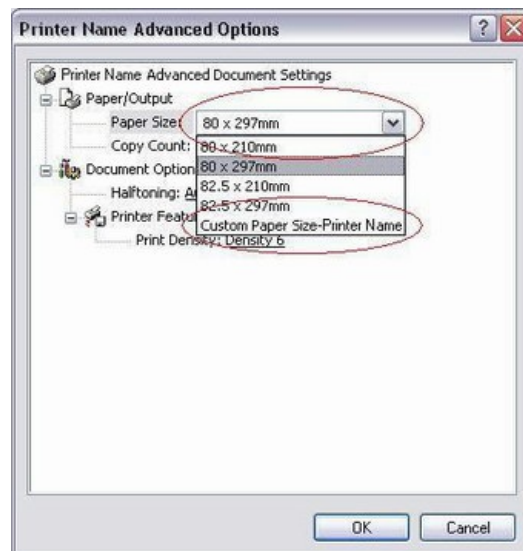 Printer Name Advanced Options
Printer Name Advanced Document Settings
Paper/Output
Paper Size: 80 x 297mm
Copy Count: 80 x 210mm
80 x 297mm
Document Option
82.5 x 210mm
Halftoning:
82.5 x 297mm
Printer Featu
Custom Paper Size-Printer Name
Print Density: Density 6
OK Cancel